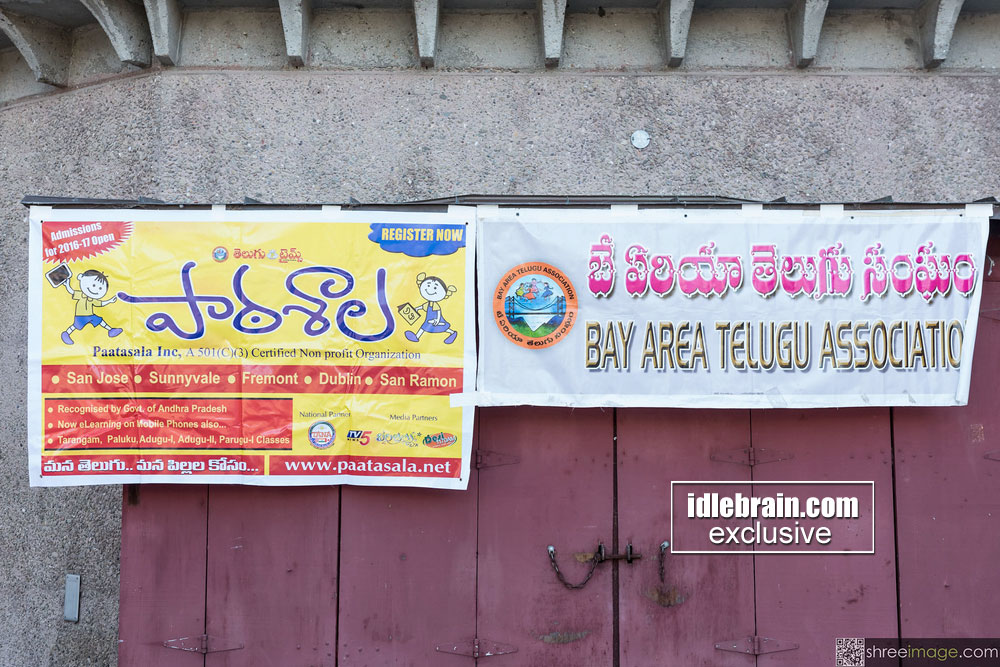 Admissions
for 2016-17 Open
REGISTER NOW
తెలుగు టైమ్స్
పాఠశాల
Paatasala Inc, A 501(C)(3) Certified Non profit Organization
• San Jose • Sunnyvale • Fremont • Dublin • San Ramon
• Recognised by Govt. of Andhra Pradesh
• Now eLearning on Mobile Phones also...
• Tarangam, Paluku,Adugu-I, Adugu-II, Parugu-I Classes
National Partner
Media Partners
TANA
TV5
మన తెలుగు.. మన పిల్లల కోసం...
www.paatasala.net
BAY AREA TELUGU ASSOCIATION
బే ఏరియా తెలుగు సంఘం
బే ఏరియా తెలుగు సంఘం
BAY AREA TELUGU ASSOCIATIO
idlebrain.com
exclusive
shreeimage.com